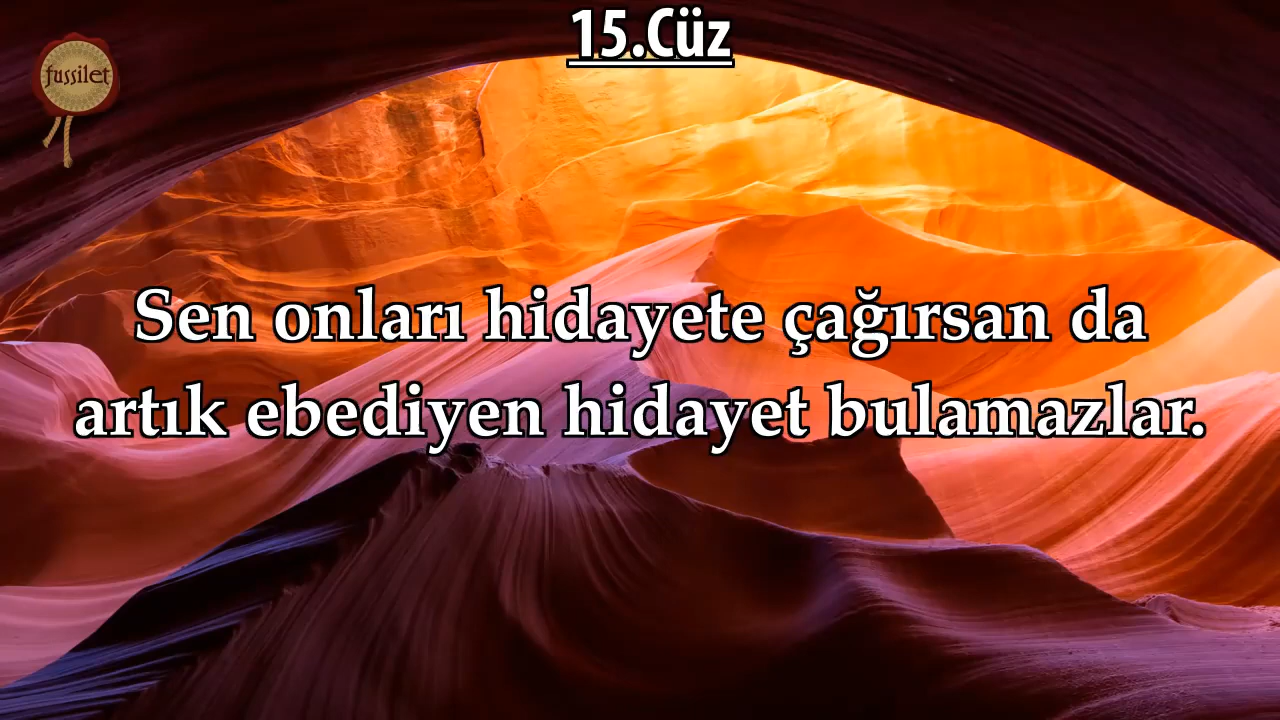 15.Cüz
fussilet
Sen onları hidayete çağırsan da
artık ebediyen hidayet bulamazlar.